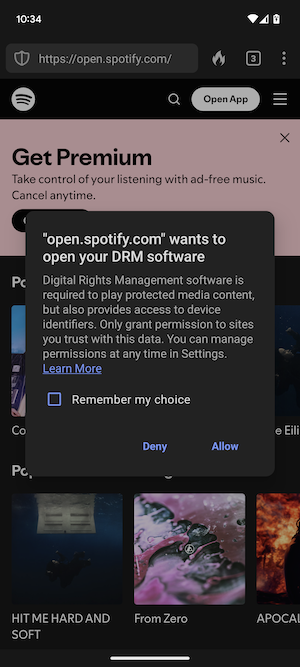 10:34
https://open.spotify.com/
3
Open App
Get Premium
Take control of your listening with ad-free music.
Cancel anytime.
"open.spotify.com" wants to
open your DRM software
Digital Rights Management software is
required to play protected media content,
but also provides access to device
identifiers. Only grant permission to sites
you trust with this data. You can manage
permissions at any time in Settings.
Learn More
Remember my choice
Deny
Allow
HIT ME HARD AND
SOFT
From Zero
APOCAL